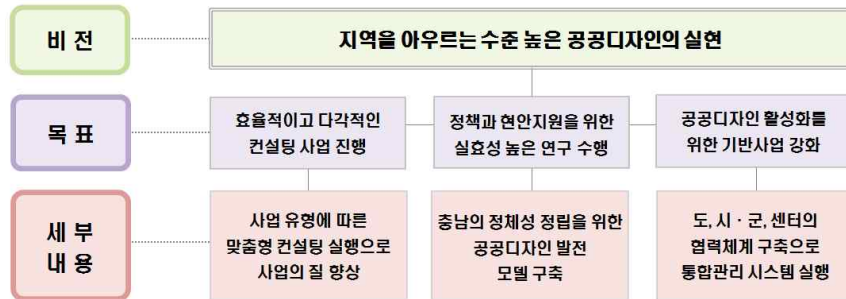 비 전
지역을 아우르는 수준 높은 공공디자인의 실현
목 표
효율적이고 다각적인
컨설팅 사업 진행
정책과 현안지원을 위한
실효성 높은 연구 수행
공공디자인 활성화를
위한 기반사업 강화
세 부
내 용
사업 유형에 따른
맞춤형 컨설팅 실행으로
사업의 질 향상
충남의 정체성 정립을 위한
공공디자인 발전
모델 구축
도, 시 · 군, 센터의
협력체계 구축으로
통합관리 시스템 실행